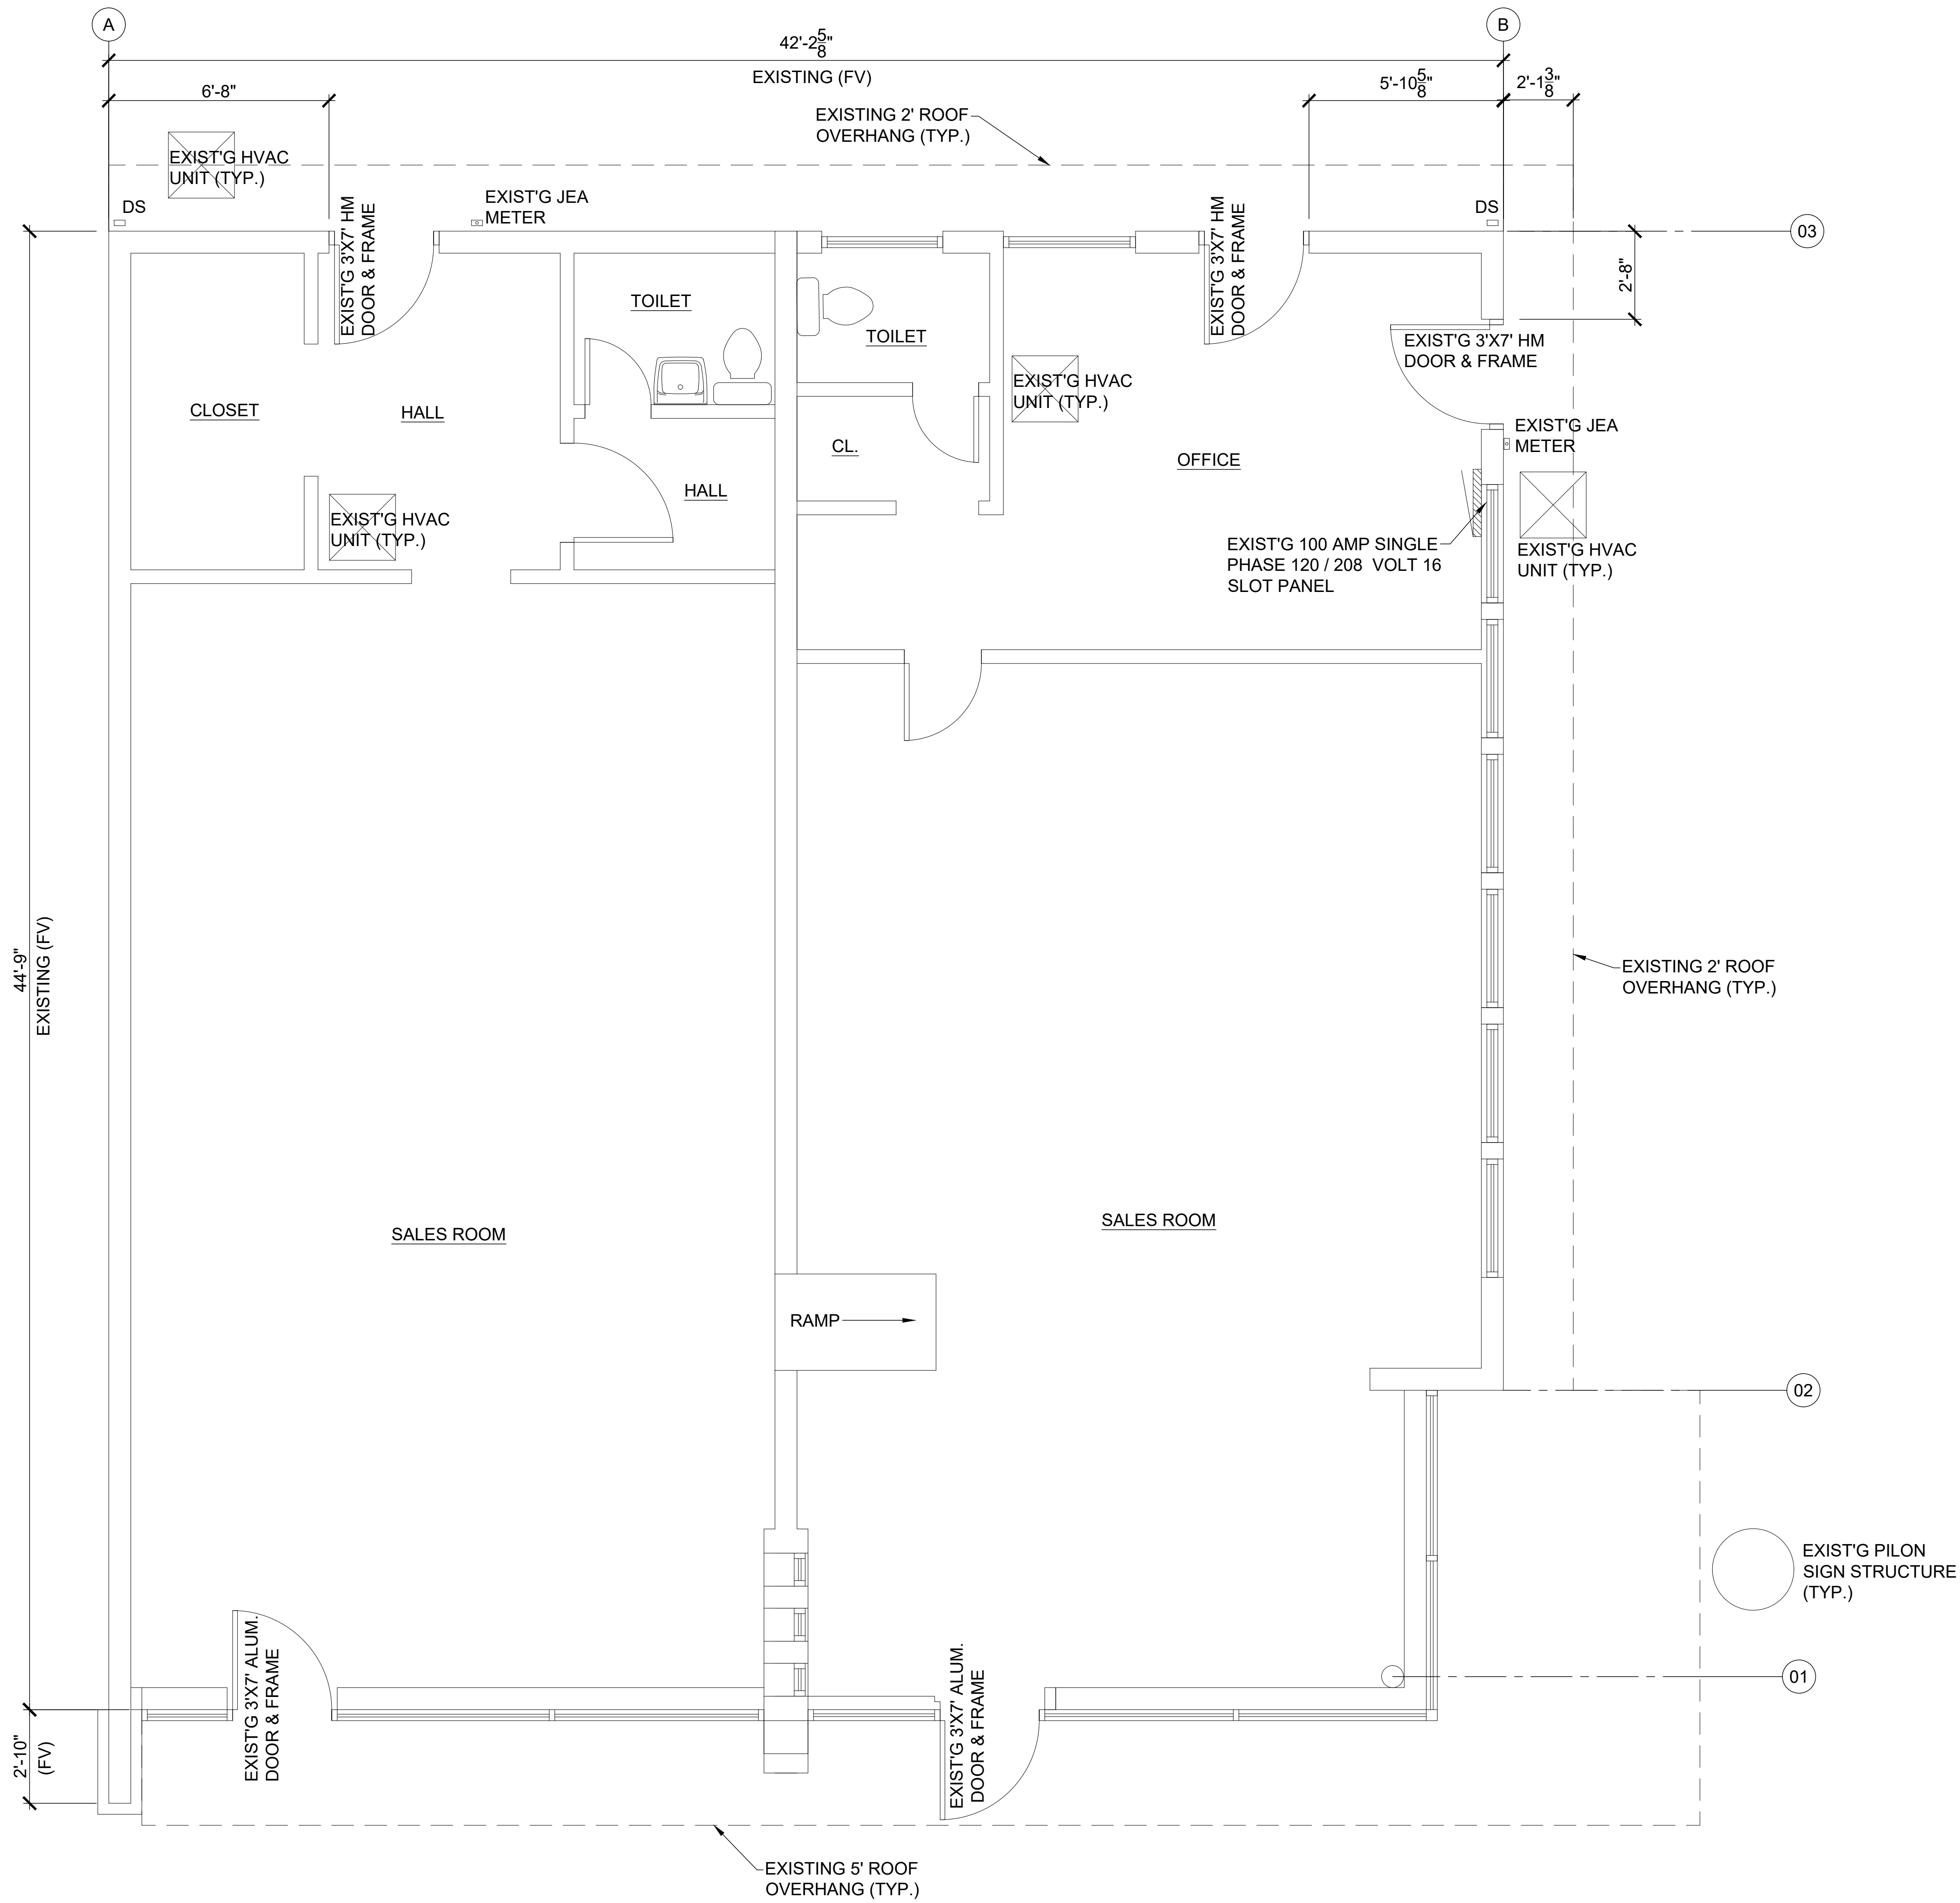 A
B
42'-2 5/8"
EXISTING (FV)
6'-8"
5'-10 5/8"
2'-1 3/8"
EXISTING 2' ROOF
OVERHANG (TYP.)
EXIST'G HVAC
UNIT (TYP.)
DS
EXIST'G JEA
METER
DS
03
EXIST'G 3'X7' HM
DOOR & FRAME
EXIST'G 3'X7' HM
DOOR & FRAME
2'-8"
TOILET
TOILET
EXIST'G 3'X7' HM
DOOR & FRAME
EXIST'G HVAC
UNIT (TYP.)
CLOSET
HALL
CL.
OFFICE
EXIST'G JEA
METER
HALL
EXIST'G HVAC
UNIT (TYP.)
EXIST'G 100 AMP SINGLE
PHASE 120 / 208 VOLT 16
SLOT PANEL
EXIST'G HVAC
UNIT (TYP.)
44'-9"
EXISTING (FV)
EXISTING 2' ROOF
OVERHANG (TYP.)
SALES ROOM
SALES ROOM
RAMP
02
EXIST'G PILON
SIGN STRUCTURE
(TYP.)
01
EXIST'G 3'X7' ALUM.
DOOR & FRAME
EXIST'G 3'X7' ALUM.
DOOR & FRAME
2'-10"
(FV)
EXISTING 5' ROOF
OVERHANG (TYP.)